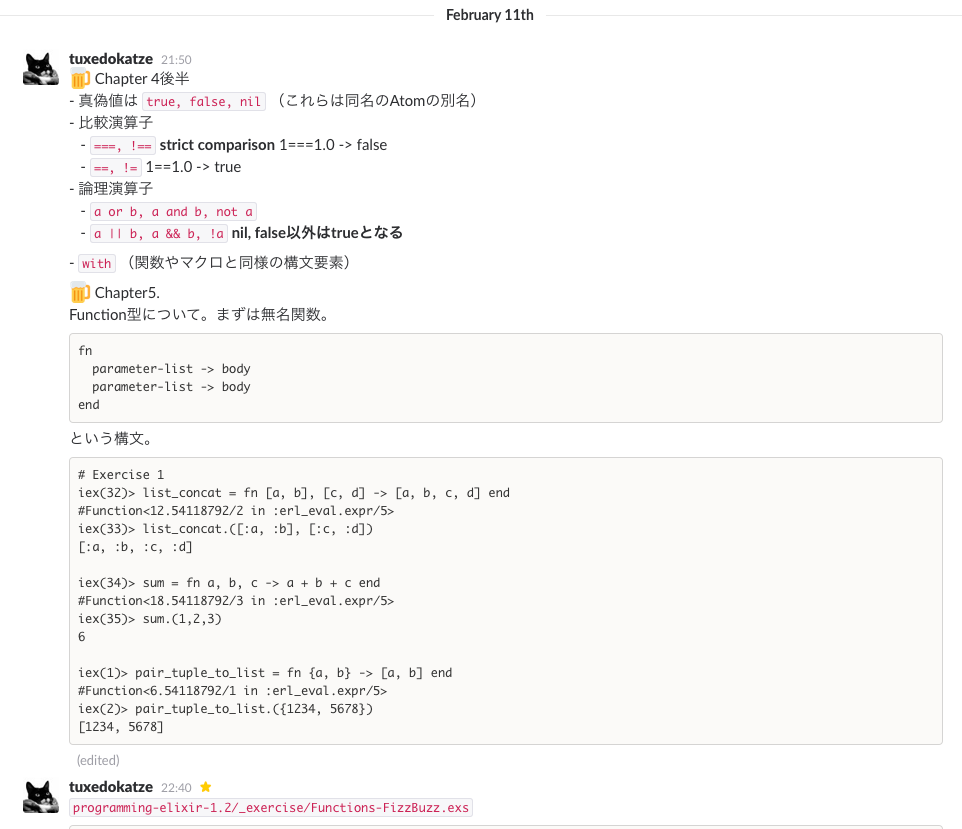 February 11th
tuxedokatze 21:50
🍺 Chapter 4後半
- 真偽値は true, false, nil （これらは同名のAtomの別名）
- 比較演算子
- ===, !== strict comparison 1===1.0 -> false
- ==, != 1==1.0 -> true
- 論理演算子
- a or b, a and b, not a
- a || b, a && b, !a nil, false以外はtrueとなる
- with （関数やマクロと同様の構文要素）
🍺 Chapter5.
Function型について。まずは無名関数。
fn
  parameter-list -> body
  parameter-list -> body
end
という構文。
# Exercise 1
iex(32)> list_concat = fn [a, b], [c, d] -> [a, b, c, d] end
#Function<12.54118792/2 in :erl_eval.expr/5>
iex(33)> list_concat.([:a, :b], [:c, :d])
[:a, :b, :c, :d]
iex(34)> sum = fn a, b, c -> a + b + c end
#Function<18.54118792/3 in :erl_eval.expr/5>
iex(35)> sum.(1,2,3)
6
iex(1)> pair_tuple_to_list = fn {a, b} -> [a, b] end
#Function<6.54118792/1 in :erl_eval.expr/5>
iex(2)> pair_tuple_to_list.({1234, 5678})
[1234, 5678]
(edited)
tuxedokatze 22:40
programming-elixir-1.2/_exercise/Functions-FizzBuzz.exs